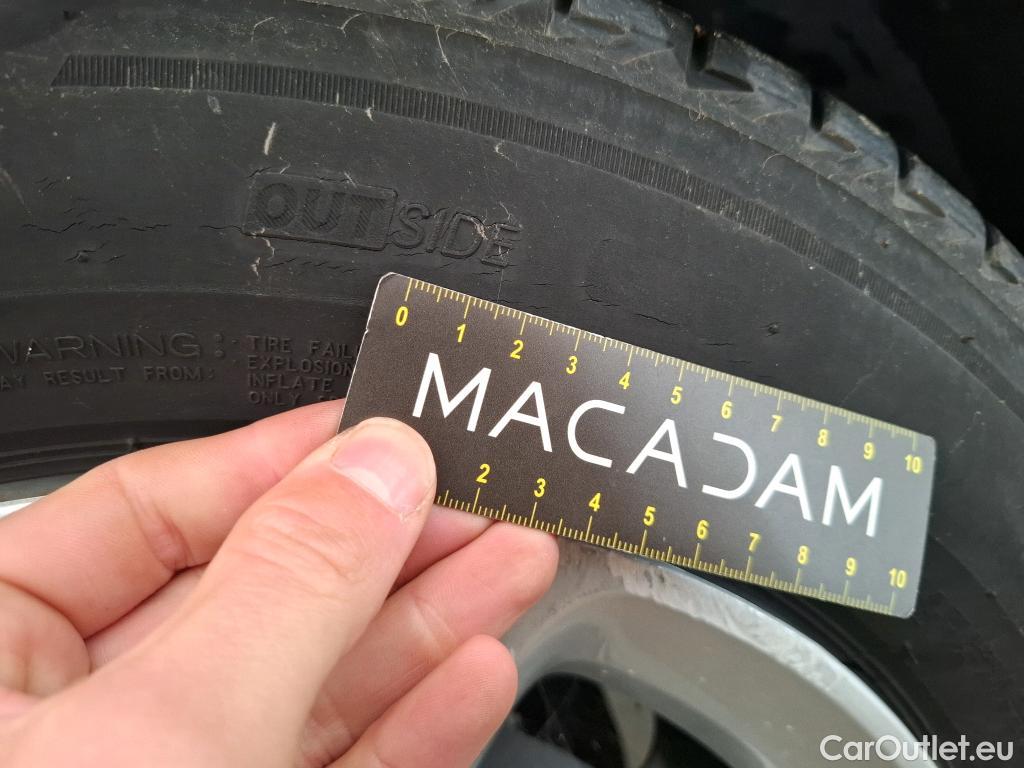 OUTSIDE
WARNING: TIRE FAIL
AY RESULT FROM: EXPLOSION
INFLATE
ONLY
0 1 2 3 4 5 6 7 8 9 10
MACADAM
2 3 4 5 6 7 8 9 10
CarOutlet.eu